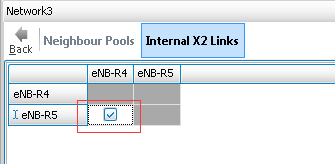 Network3
Back Neighbour Pools Internal X2 Links
eNB-R4 eNB-R5
eNB-R4
eNB-R5